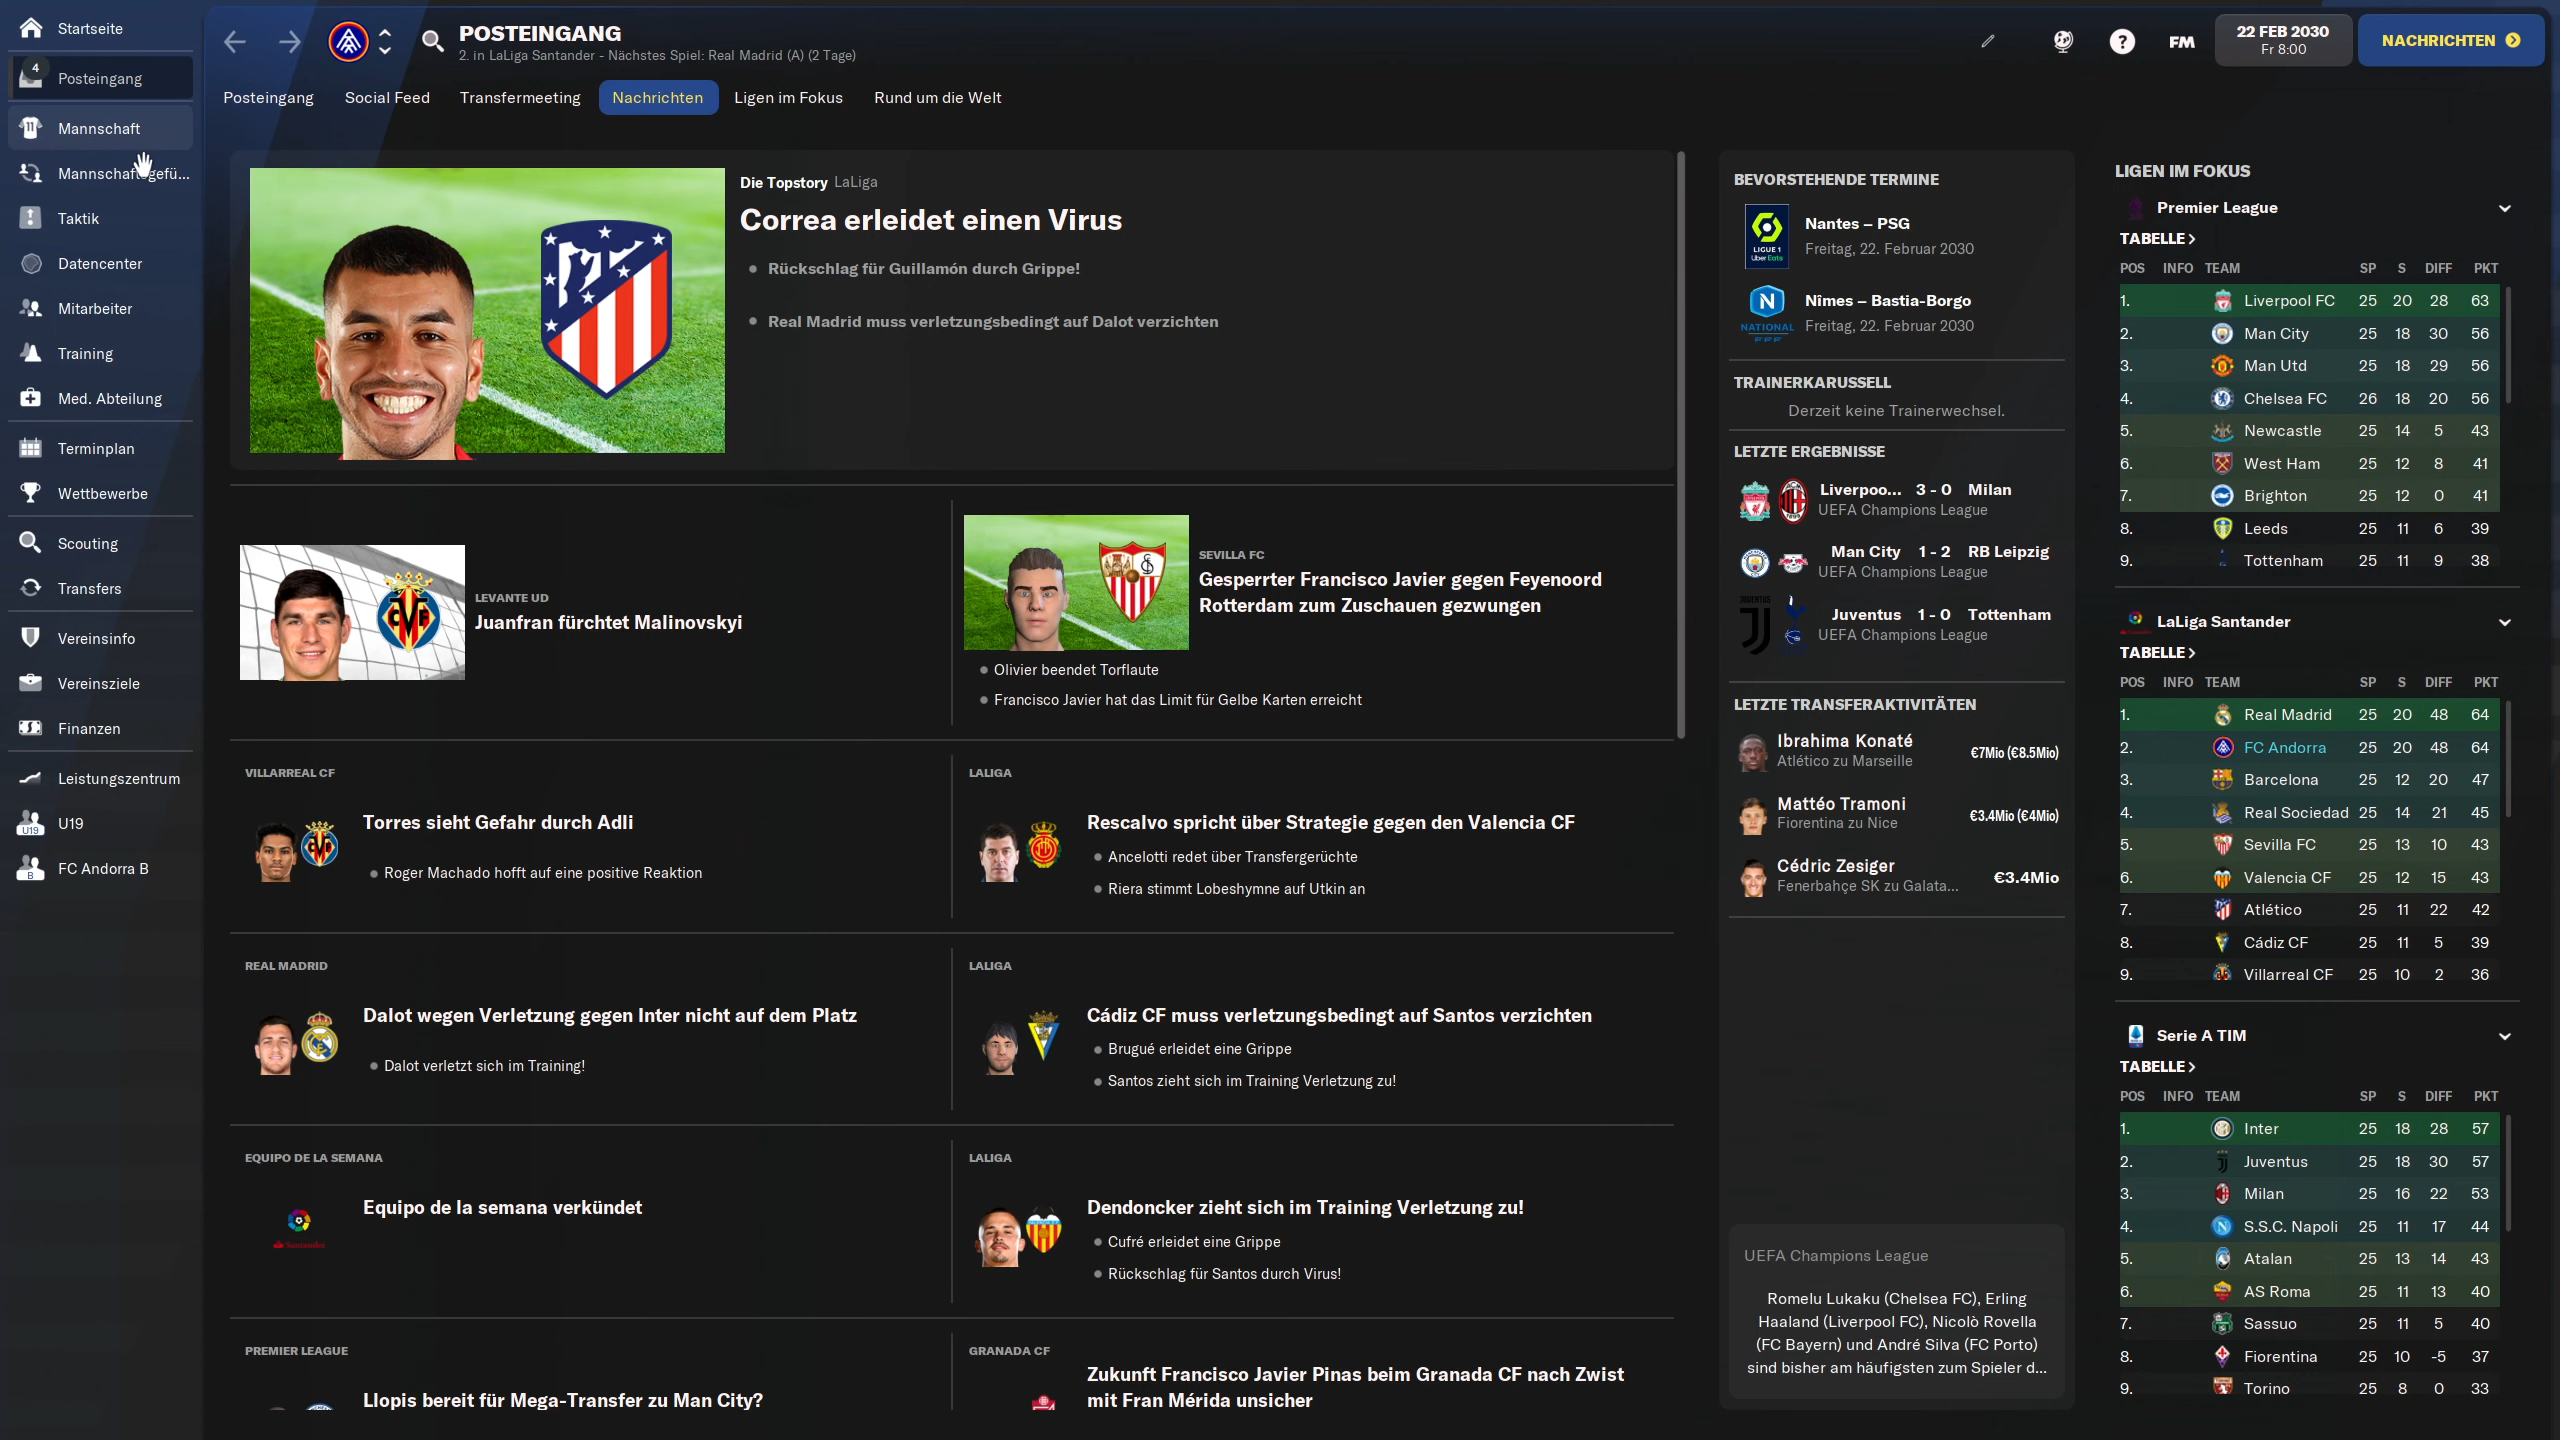 Startseite
4
Posteingang
Mannschaft
Mannschaftsgefü...
Taktik
Datencenter
Mitarbeiter
Training
Med. Abteilung
Terminplan
Wettbewerbe
Scouting
Transfers
Vereinsinfo
Vereinsziele
Finanzen
Leistungszentrum
U19
U19
B
FC Andorra B
POSTEINGANG
2. in LaLiga Santander - Nächstes Spiel: Real Madrid (A) (2 Tage)
FM
22 FEB 2030
Fr 8:00
NACHRICHTEN
Posteingang Social Feed Transfermeeting Nachrichten Ligen im Fokus Rund um die Welt
Die Topstory LaLiga
Correa erleidet einen Virus
Rückschlag für Guillamón durch Grippe!
Real Madrid muss verletzungsbedingt auf Dalot verzichten
LEVANTE UD
Juanfran fürchtet Malinovskyi
SEVILLA FC
Gesperrter Francisco Javier gegen Feyenoord
Rotterdam zum Zuschauen gezwungen
Olivier beendet Torflaute
Francisco Javier hat das Limit für Gelbe Karten erreicht
VILLARREAL CF
Torres sieht Gefahr durch Adli
Roger Machado hofft auf eine positive Reaktion
LALIGA
Rescalvo spricht über Strategie gegen den Valencia CF
Ancelotti redet über Transfergerüchte
Riera stimmt Lobeshymne auf Utkin an
REAL MADRID
Dalot wegen Verletzung gegen Inter nicht auf dem Platz
Dalot verletzt sich im Training!
LALIGA
Cádiz CF muss verletzungsbedingt auf Santos verzichten
Brugué erleidet eine Grippe
Santos zieht sich im Training Verletzung zu!
EQUIPO DE LA SEMANA
Equipo de la semana verkündet
Santander
LALIGA
Dendoncker zieht sich im Training Verletzung zu!
Cufré erleidet eine Grippe
Rückschlag für Santos durch Virus!
PREMIER LEAGUE
Llopis bereit für Mega-Transfer zu Man City?
GRANADA CF
Zukunft Francisco Javier Pinas beim Granada CF nach Zwist
mit Fran Mérida unsicher
BEVORSTEHENDE TERMINE
LIGUE 1
Uber Eats
Nantes – PSG
Freitag, 22. Februar 2030
N
NATIONAL
FFF
Nîmes – Bastia-Borgo
Freitag, 22. Februar 2030
TRAINERKARUSSELL
Derzeit keine Trainerwechsel.
LETZTE ERGEBNISSE
Liverpoo... 3 - 0 Milan
UEFA Champions League
Man City 1 - 2 RB Leipzig
UEFA Champions League
Juventus 1 - 0 Tottenham
UEFA Champions League
LETZTE TRANSFERAKTIVITÄTEN
Ibrahima Konaté €7Mio (€8.5Mio)
Atlético zu Marseille
Mattéo Tramoni €3.4Mio (€4Mio)
Fiorentina zu Nice
Cédric Zesiger €3.4Mio
Fenerbahçe SK zu Galata...
UEFA Champions League
Romelu Lukaku (Chelsea FC), Erling
Haaland (Liverpool FC), Nicolò Rovella
(FC Bayern) und André Silva (FC Porto)
sind bisher am häufigsten zum Spieler d...
LIGEN IM FOKUS
Premier League
TABELLE
POS INFO TEAM SP S DIFF PKT
1. Liverpool FC 25 20 28 63
2. Man City 25 18 30 56
3. Man Utd 25 18 29 56
4. Chelsea FC 26 18 20 56
5. Newcastle 25 14 5 43
6. West Ham 25 12 8 41
7. Brighton 25 12 0 41
8. Leeds 25 11 6 39
9. Tottenham 25 11 9 38
LaLiga Santander
TABELLE
POS INFO TEAM SP S DIFF PKT
1. Real Madrid 25 20 48 64
2. FC Andorra 25 20 48 64
3. Barcelona 25 12 20 47
4. Real Sociedad 25 14 21 45
5. Sevilla FC 25 13 10 43
6. Valencia CF 25 12 15 43
7. Atlético 25 11 22 42
8. Cádiz CF 25 11 5 39
9. Villarreal CF 25 10 2 36
Serie A TIM
TABELLE
POS INFO TEAM SP S DIFF PKT
1. Inter 25 18 28 57
2. Juventus 25 18 30 57
3. Milan 25 16 22 53
4. S.S.C. Napoli 25 11 17 44
5. Atalan 25 13 14 43
6. AS Roma 25 11 13 40
7. Sassuo 25 11 5 40
8. Fiorentina 25 10 -5 37
9. Torino 25 8 0 33